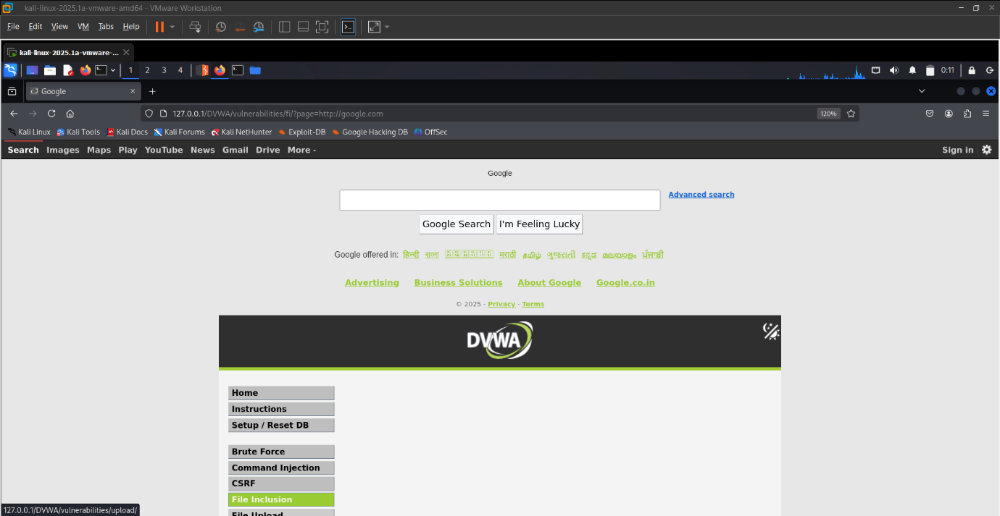 kali-linux-2025.1a-vmware-amd64 - VMware Workstation
File Edit View VM Tabs Help
kali-linux-2025.1a-vmware-...
1 2 3 4 0:11
Google
127.0.0.1/DVWA/vulnerabilities/fi/?page=http://google.com 120%
Kali Linux Kali Tools Kali Docs Kali Forums Kali NetHunter Exploit-DB Google Hacking DB OffSec
Search Images Maps Play YouTube News Gmail Drive More Sign in
Google
Advanced search
Google Search I'm Feeling Lucky
Google offered in: हिन्दी বাংলা मराठी தமிழ் ગુજરાતી ಕನ್ನಡ മലയാളം ਪੰਜਾਬੀ
Advertising Business Solutions About Google Google.co.in
© 2025 - Privacy - Terms
DVWA
Home
Instructions
Setup / Reset DB
Brute Force
Command Injection
CSRF
File Inclusion
File Upload
127.0.0.1/DVWA/vulnerabilities/upload/